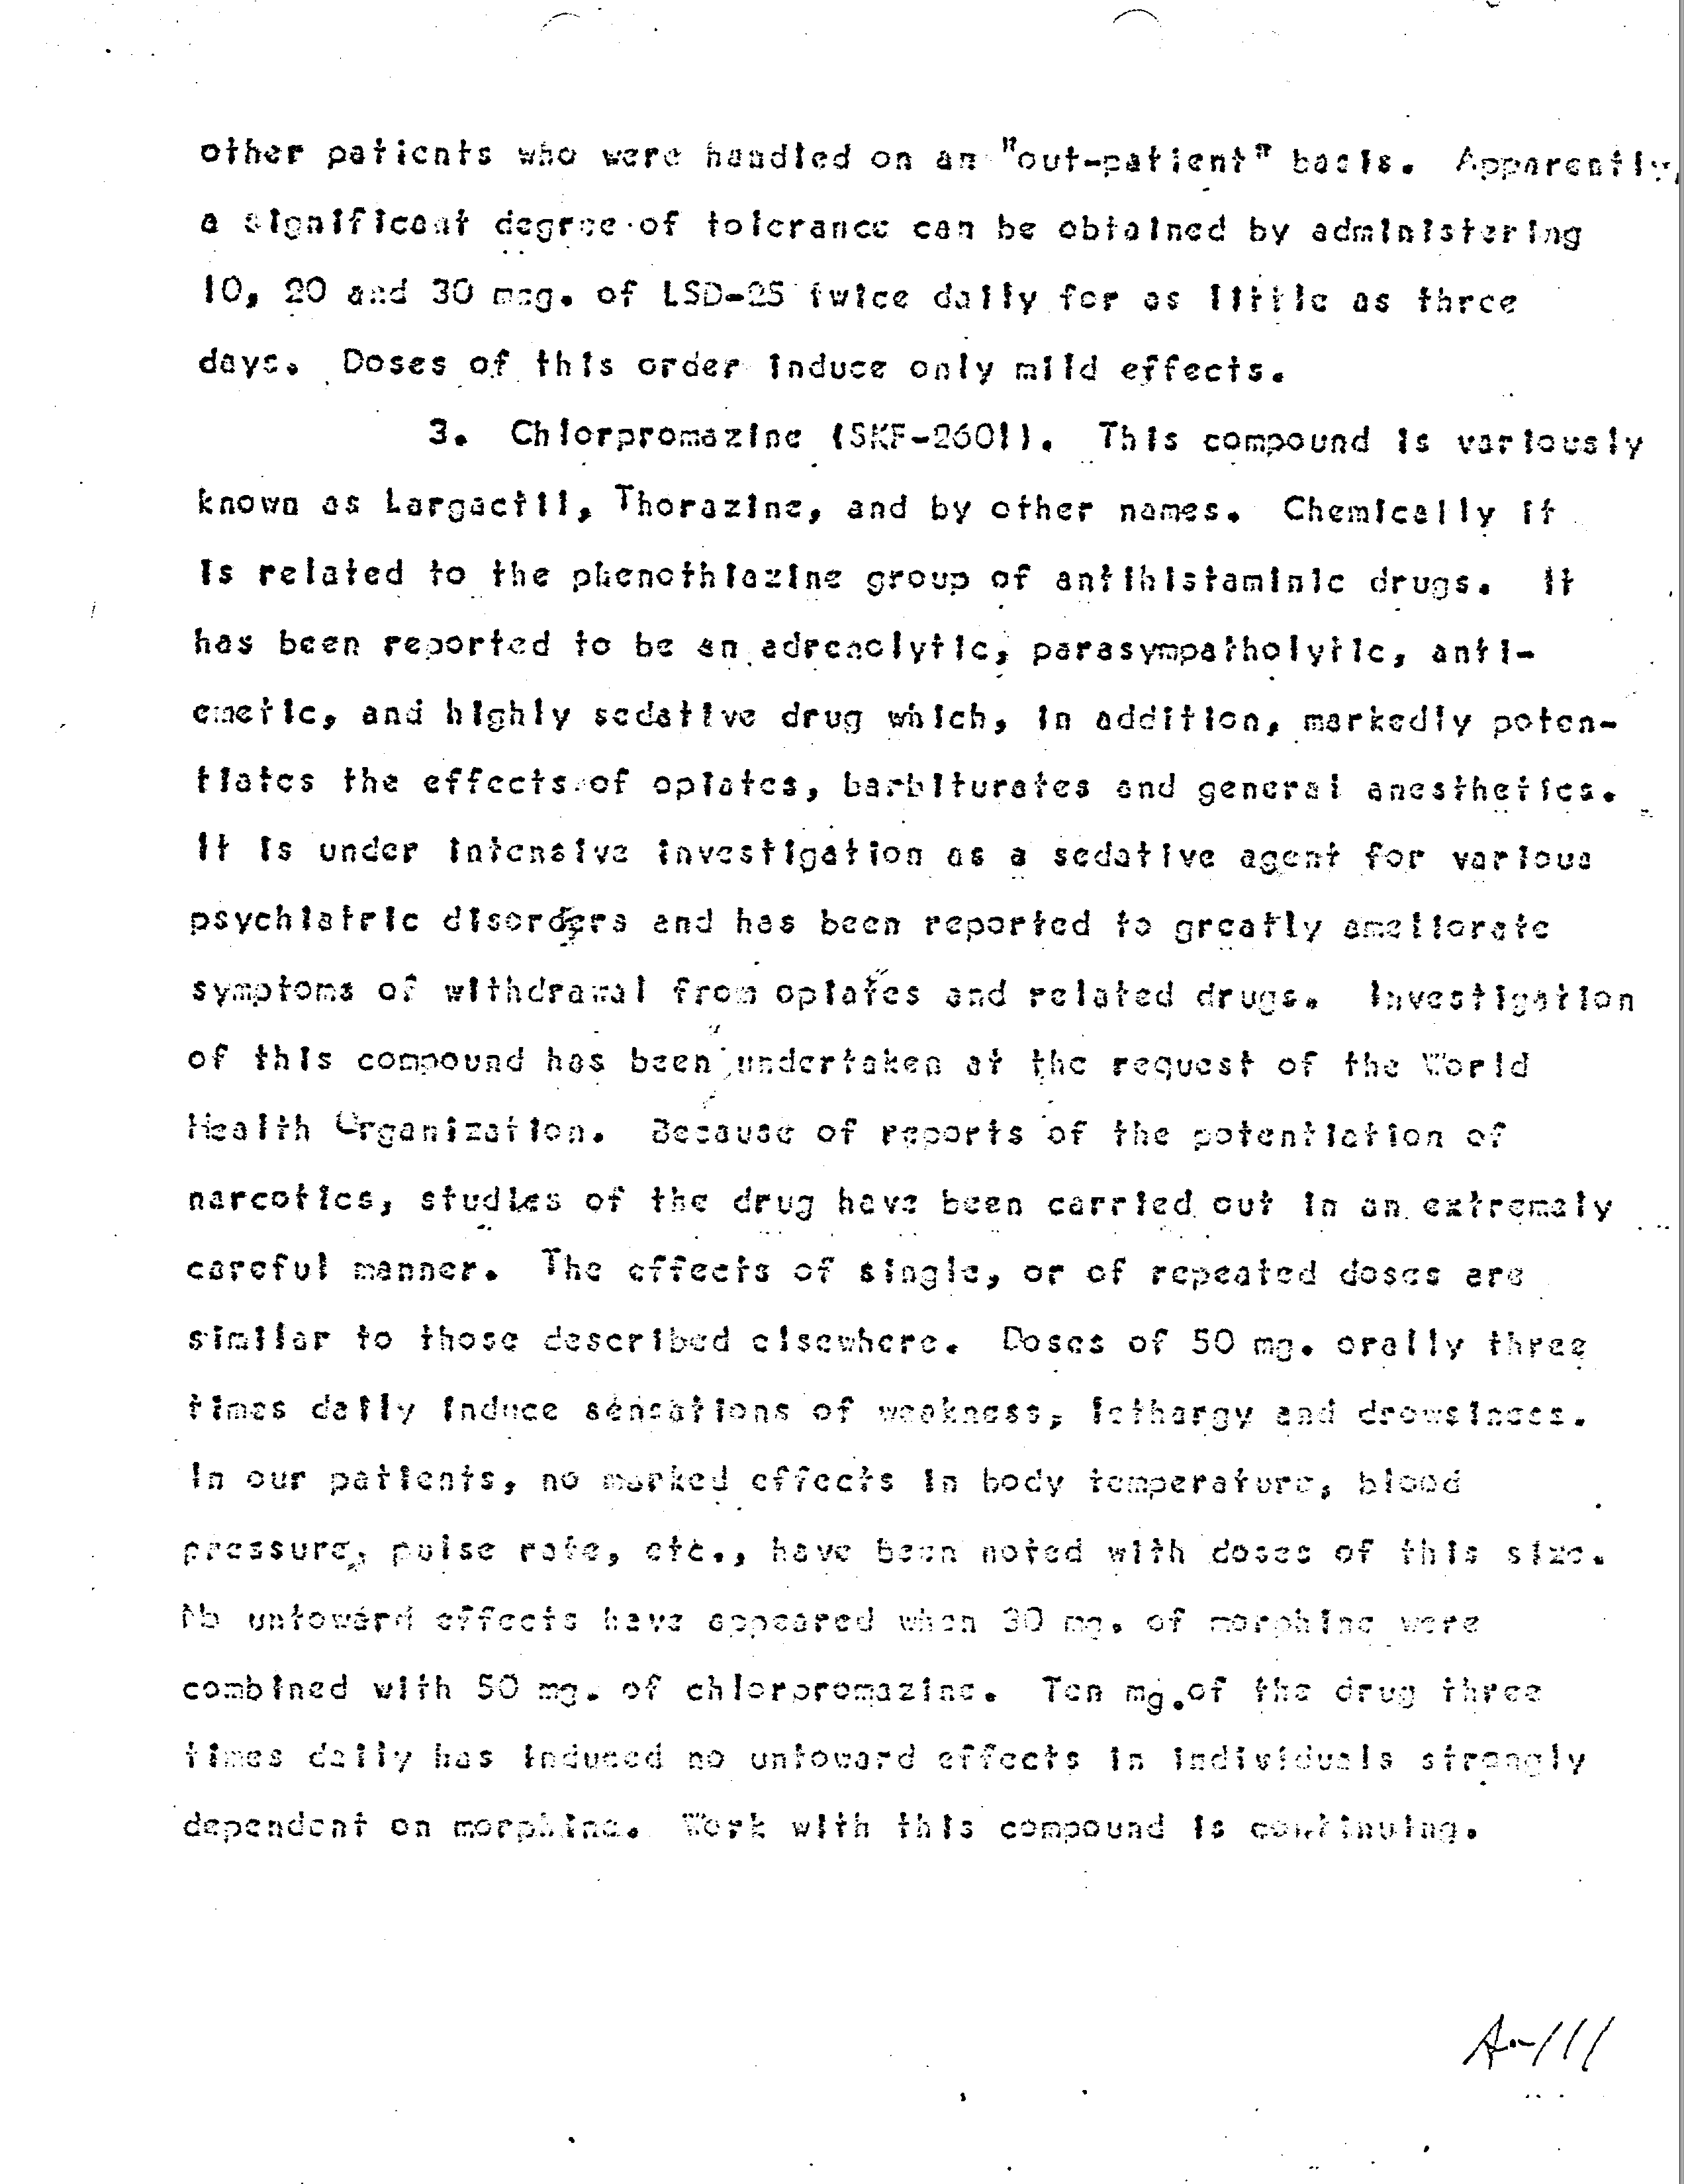 other patients who were handled on an "out-patient" basis. Apparently,
a significant degree of tolerance can be obtained by administering
10, 20 and 30 mcg. of LSD-25 twice daily for as little as three
days. Doses of this order induce only mild effects.
3. Chlorpromazine (SKF-2601). This compound is variously
known as Largactil, Thorazine, and by other names. Chemically it
is related to the phenothiazine group of antihistaminic drugs. It
has been reported to be an adrenolytic, parasympatholytic, anti-
emetic, and highly sedative drug which, in addition, markedly poten-
tiates the effects of opiates, barbiturates and general anesthetics.
It is under intensive investigation as a sedative agent for various
psychiatric disorders and has been reported to greatly ameliorate
symptoms of withdrawal from opiates and related drugs. Investigation
of this compound has been undertaken at the request of the World
Health Organization. Because of reports of the potentiation of
narcotics, studies of the drug have been carried out in an extremely
careful manner. The effects of single, or of repeated doses are
similar to those described elsewhere. Doses of 50 mg. orally three
times daily induce sensations of weakness, lethargy and drowsiness.
In our patients, no marked effects in body temperature, blood
pressure, pulse rate, etc., have been noted with doses of this size.
No untoward effects have appeared when 30 mg. of morphine were
combined with 50 mg. of chlorpromazine. Ten mg. of the drug three
times daily has induced no untoward effects in individuals strongly
dependent on morphine. Work with this compound is continuing.
A-111